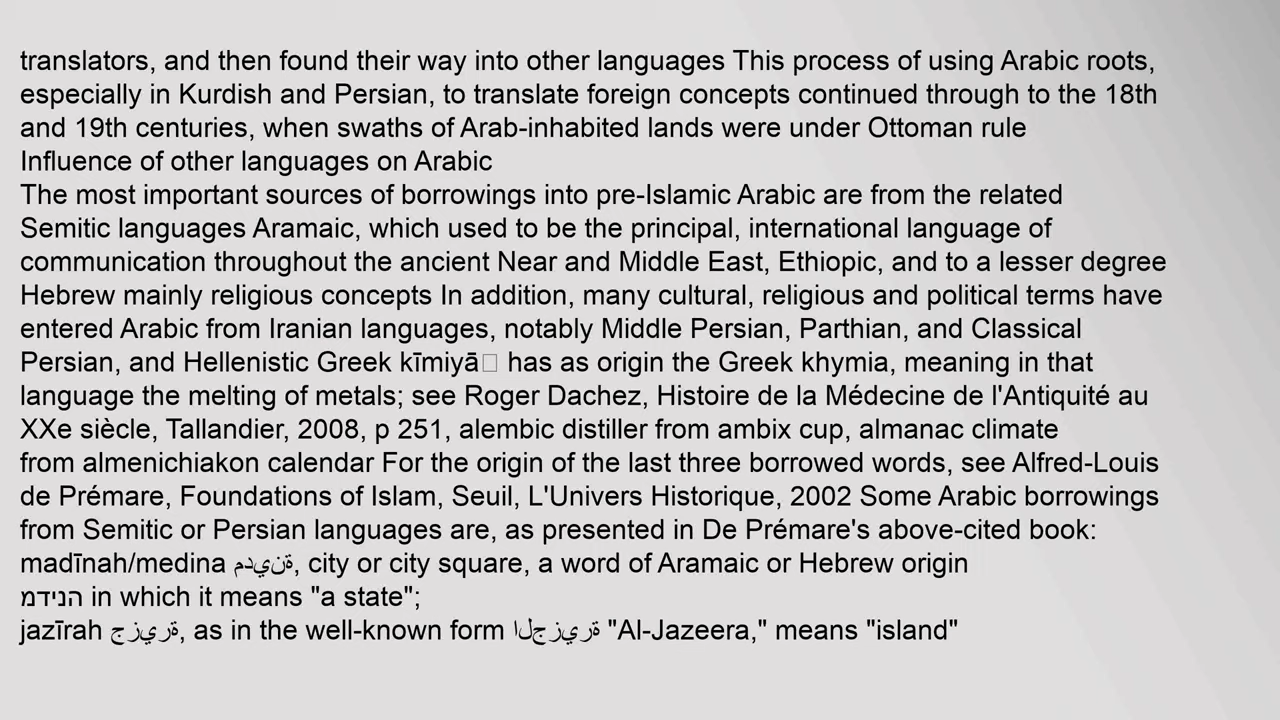 translators, and then found their way into other languages This process of using Arabic roots,
especially in Kurdish and Persian, to translate foreign concepts continued through to the 18th
and 19th centuries, when swaths of Arab-inhabited lands were under Ottoman rule
Influence of other languages on Arabic
The most important sources of borrowings into pre-Islamic Arabic are from the related
Semitic languages Aramaic, which used to be the principal, international language of
communication throughout the ancient Near and Middle East, Ethiopic, and to a lesser degree
Hebrew mainly religious concepts In addition, many cultural, religious and political terms have
entered Arabic from Iranian languages, notably Middle Persian, Parthian, and Classical
Persian, and Hellenistic Greek kīmiyā□ has as origin the Greek khymia, meaning in that
language the melting of metals; see Roger Dachez, Histoire de la Médecine de l'Antiquité au
XXe siècle, Tallandier, 2008, p 251, alembic distiller from ambix cup, almanac climate
from almenichiakon calendar For the origin of the last three borrowed words, see Alfred-Louis
de Prémare, Foundations of Islam, Seuil, L'Univers Historique, 2002 Some Arabic borrowings
from Semitic or Persian languages are, as presented in De Prémare's above-cited book:
madīnah/medina ةنيدم, city or city square, a word of Aramaic or Hebrew origin
הנידמ in which it means "a state";
jazīrah ةريزج, as in the well-known form ةريزجلا "Al-Jazeera," means "island"